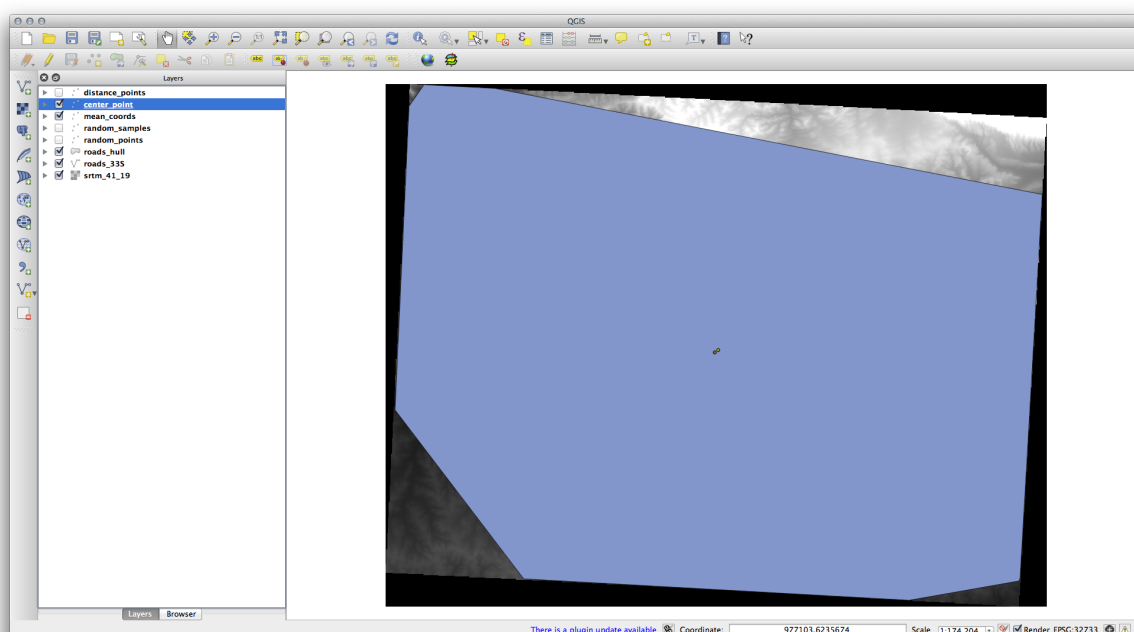 QGIS
Layers
distance_points
center_point
mean_coords
random_samples
random_points
roads_hull
roads_33S
srtm_41_19
Layers Browser
There is a plugin update available Coordinate: 977103,6235674 Scale 1:174,204 Render EPSG:32733